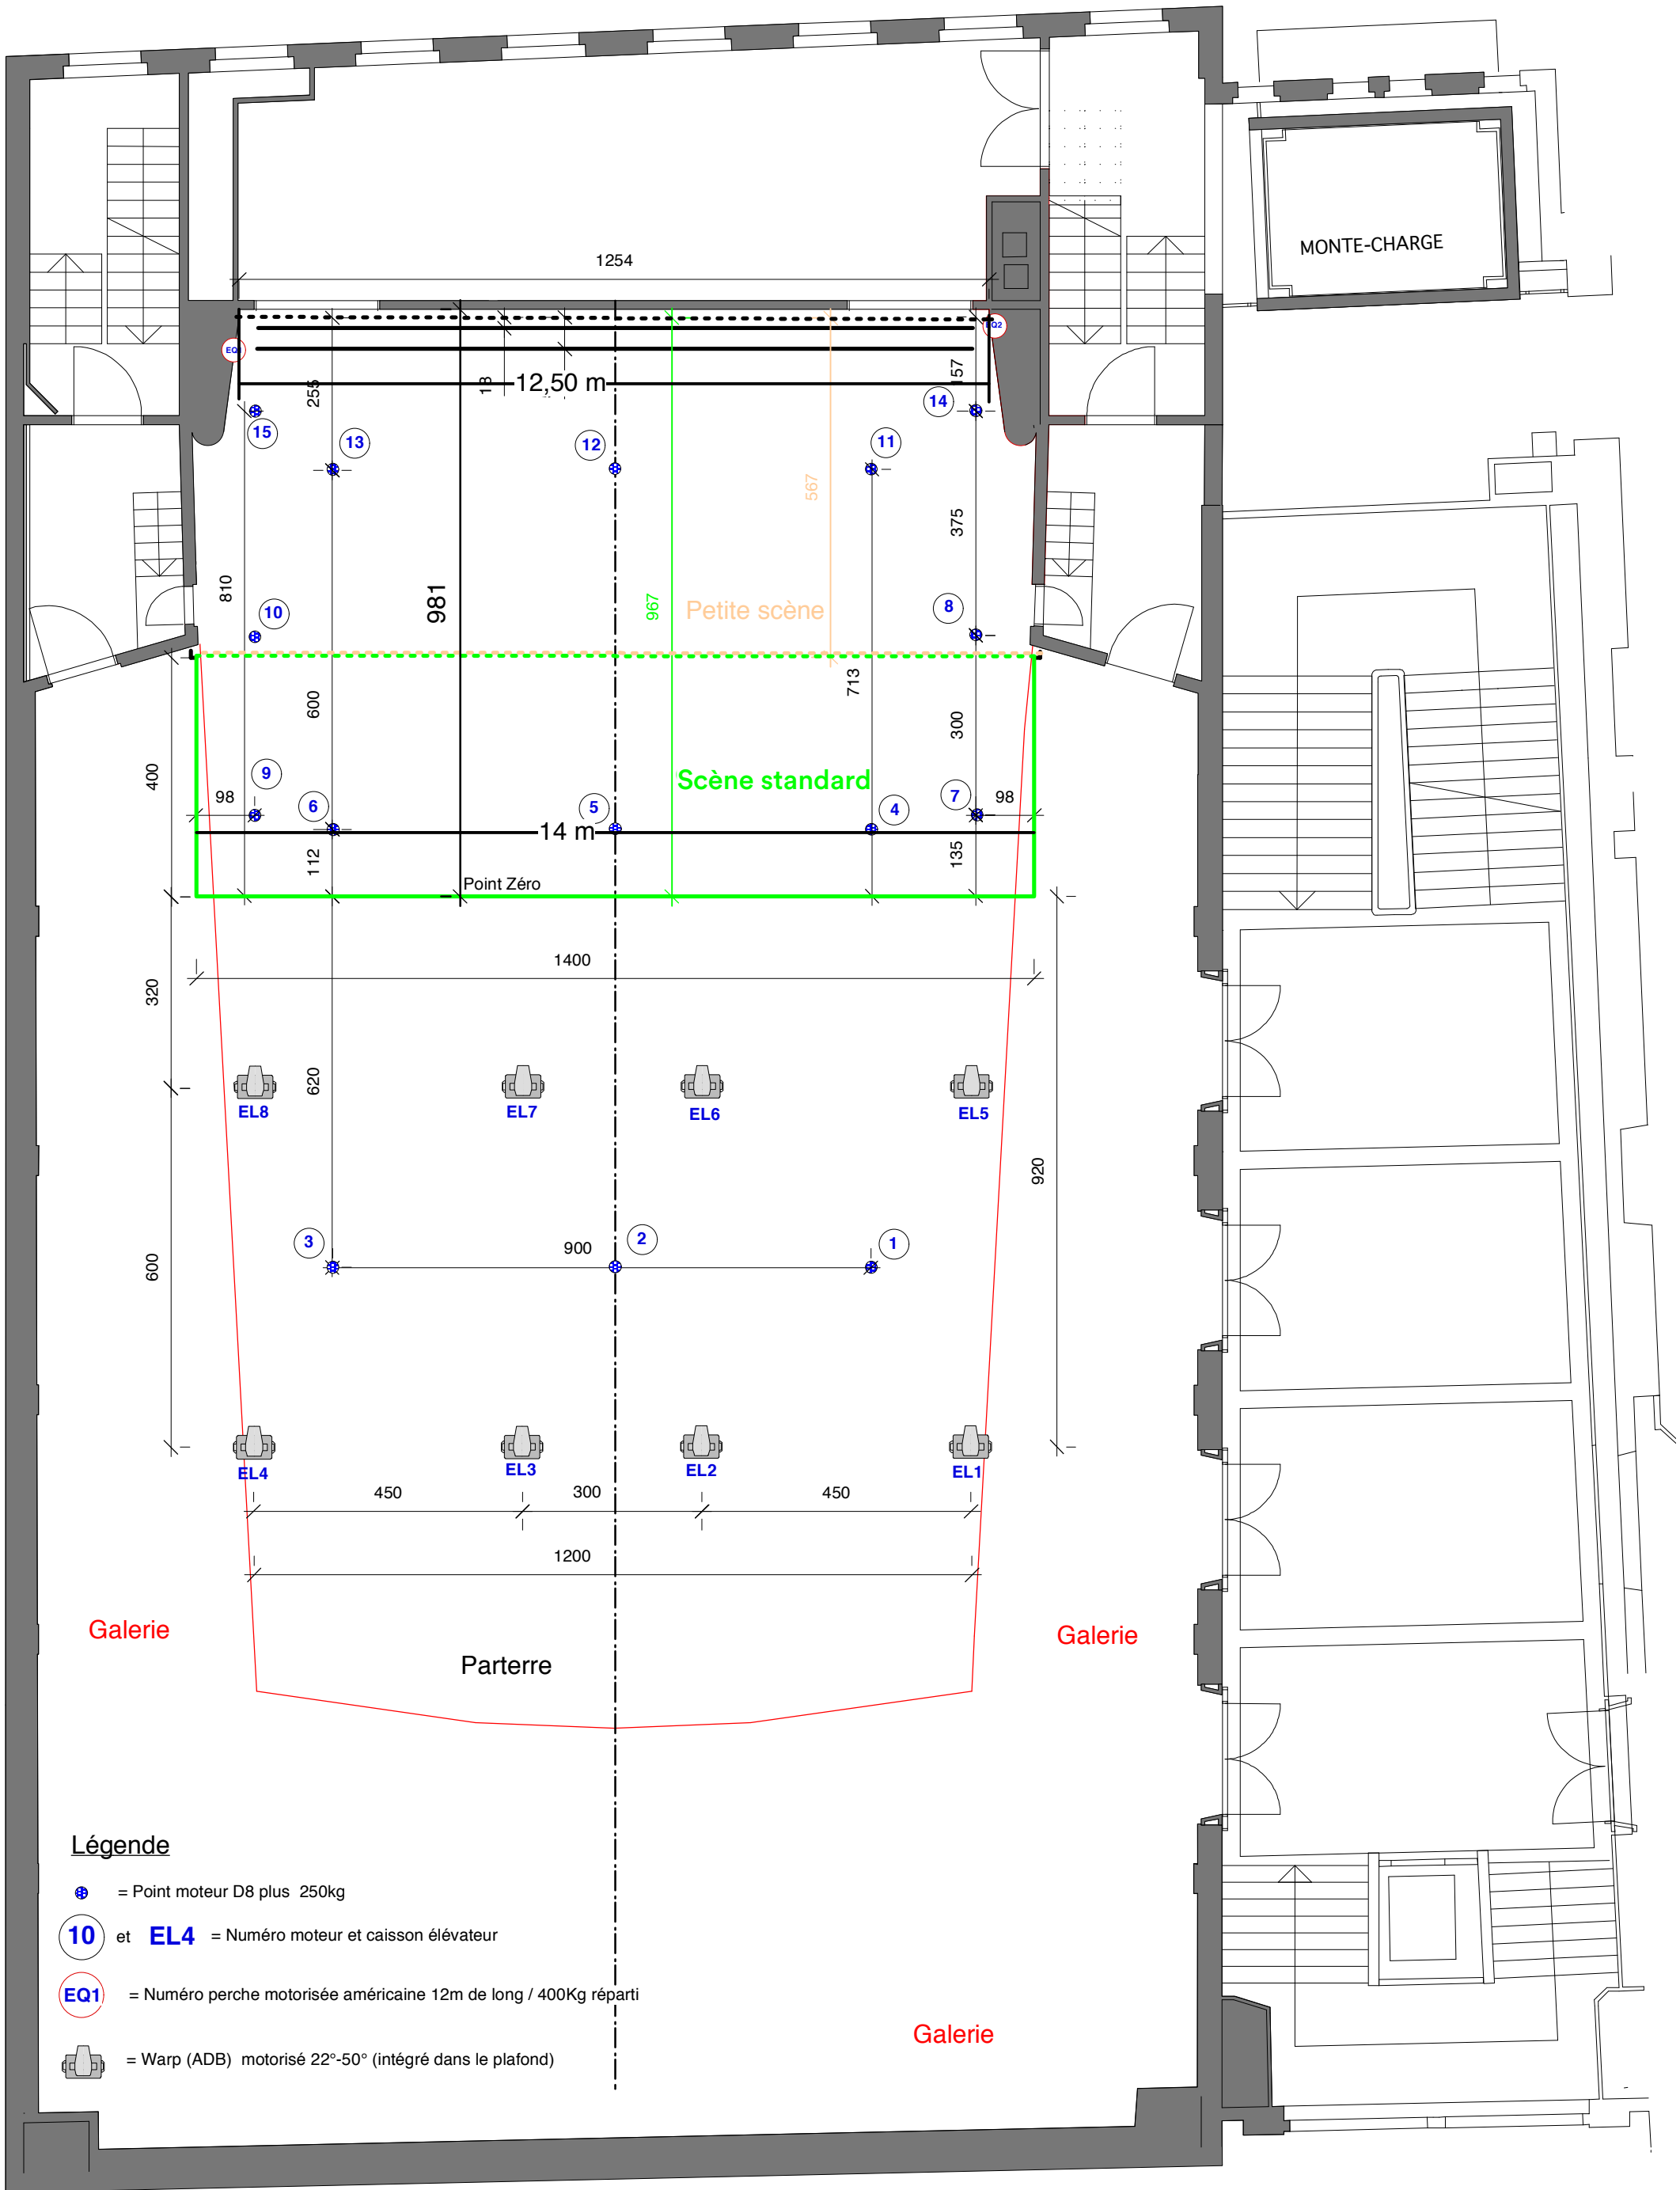 MONTE-CHARGE
1254
EQ2
EQ1
255
18
12,50 m
157
14
15
13
12
11
567
375
810
981
967
Petite scène
10
8
600
713
300
400
Scène standard
9
98
6
5
4
7
98
14 m
112
135
Point Zéro
1400
320
620
EL8
EL7
EL6
EL5
920
3
900
2
1
600
EL4
EL3
EL2
EL1
450
300
450
1200
Galerie
Parterre
Galerie
Légende
= Point moteur D8 plus 250kg
10 et EL4 = Numéro moteur et caisson élévateur
EQ1 = Numéro perche motorisée américaine 12m de long / 400Kg réparti
Galerie
= Warp (ADB) motorisé 22°-50° (intégré dans le plafond)